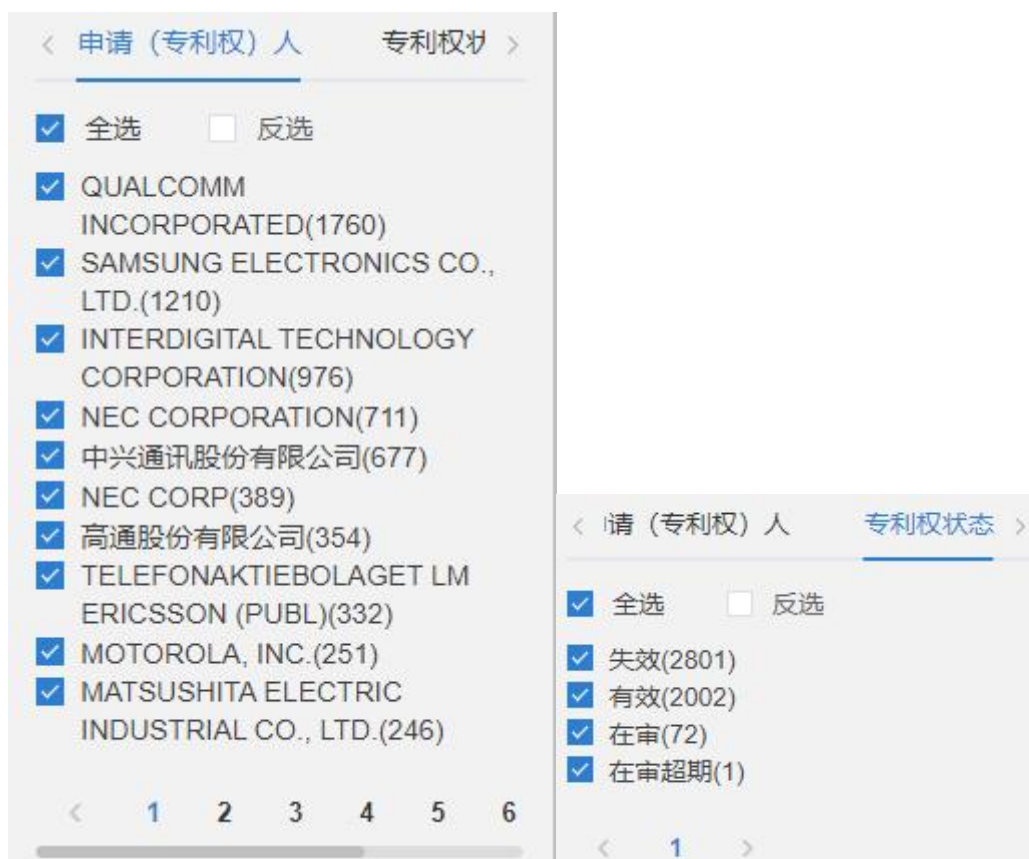 < 申请（专利权）人 专利权状 >
全选 反选
QUALCOMM
INCORPORATED(1760)
SAMSUNG ELECTRONICS CO.,
LTD.(1210)
INTERDIGITAL TECHNOLOGY
CORPORATION(976)
NEC CORPORATION(711)
中兴通讯股份有限公司(677)
NEC CORP(389)
高通股份有限公司(354)
TELEFONAKTIEBOLAGET LM
ERICSSON (PUBL)(332)
MOTOROLA, INC.(251)
MATSUSHITA ELECTRIC
INDUSTRIAL CO., LTD.(246)
< 1 2 3 4 5 6
< 请（专利权）人 专利权状态 >
全选 反选
失效(2801)
有效(2002)
在审(72)
在审超期(1)
< 1 >